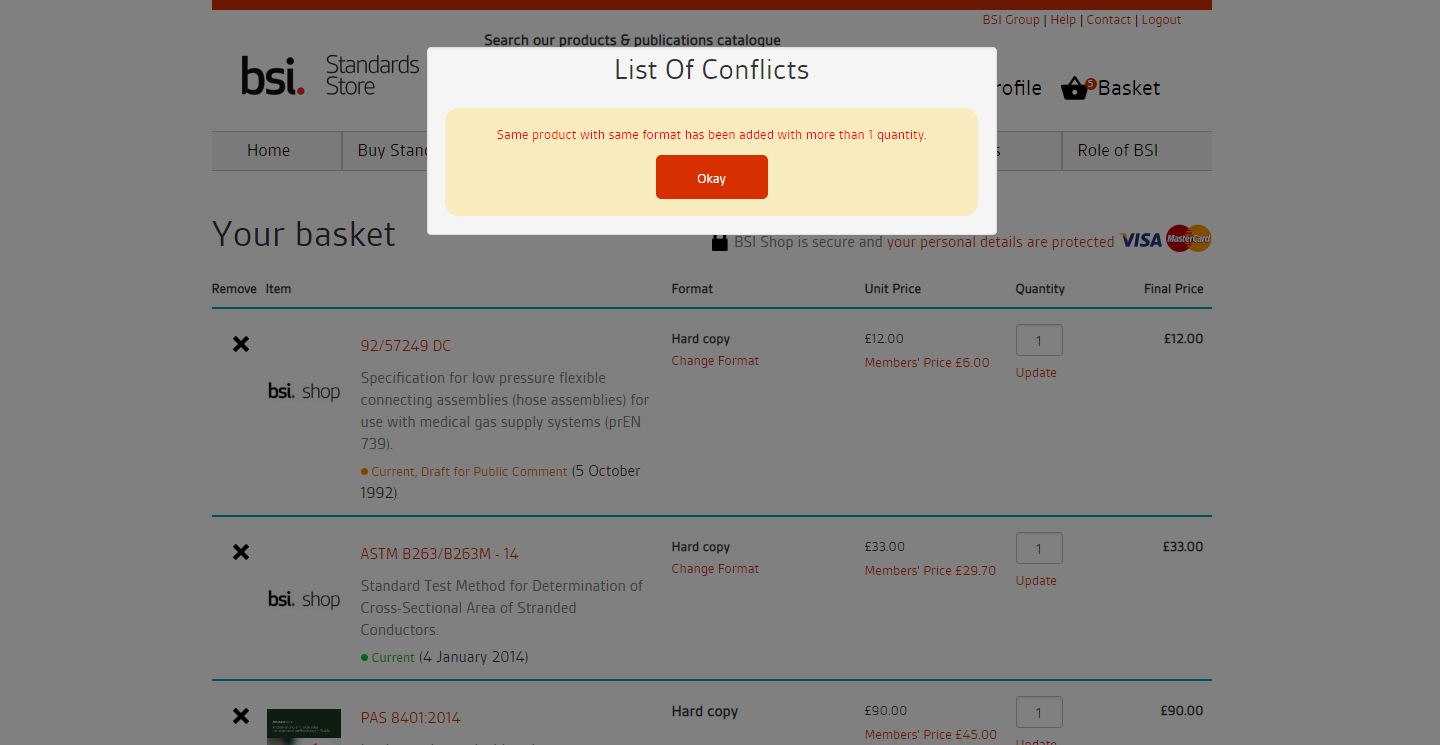 BSI Group | Help | Contact | Logout
Search our products & publications catalogue
bsi. Standards
Store
List Of Conflicts
Same product with same format has been added with more than 1 quantity.
Okay
5 Basket
Home
Buy
Role of BSI
Your basket
BSI Shop is secure and your personal details are protected VISA MasterCard
Remove Item Format Unit Price Quantity Final Price
92/57249 DC Hard copy £12.00 1 £12.00
Change Format Members' Price £6.00 Update
bsi. shop
Specification for low pressure flexible
connecting assemblies (hose assemblies) for
use with medical gas supply systems (prEN
739).
Current, Draft for Public Comment (5 October
1992)
ASTM B263/B263M - 14 Hard copy £33.00 1 £33.00
Change Format Members' Price £29.70 Update
bsi. shop
Standard Test Method for Determination of
Cross-Sectional Area of Stranded
Conductors.
Current (4 January 2014)
PAS 8401:2014 Hard copy £90.00 1 £90.00
Members' Price £45.00